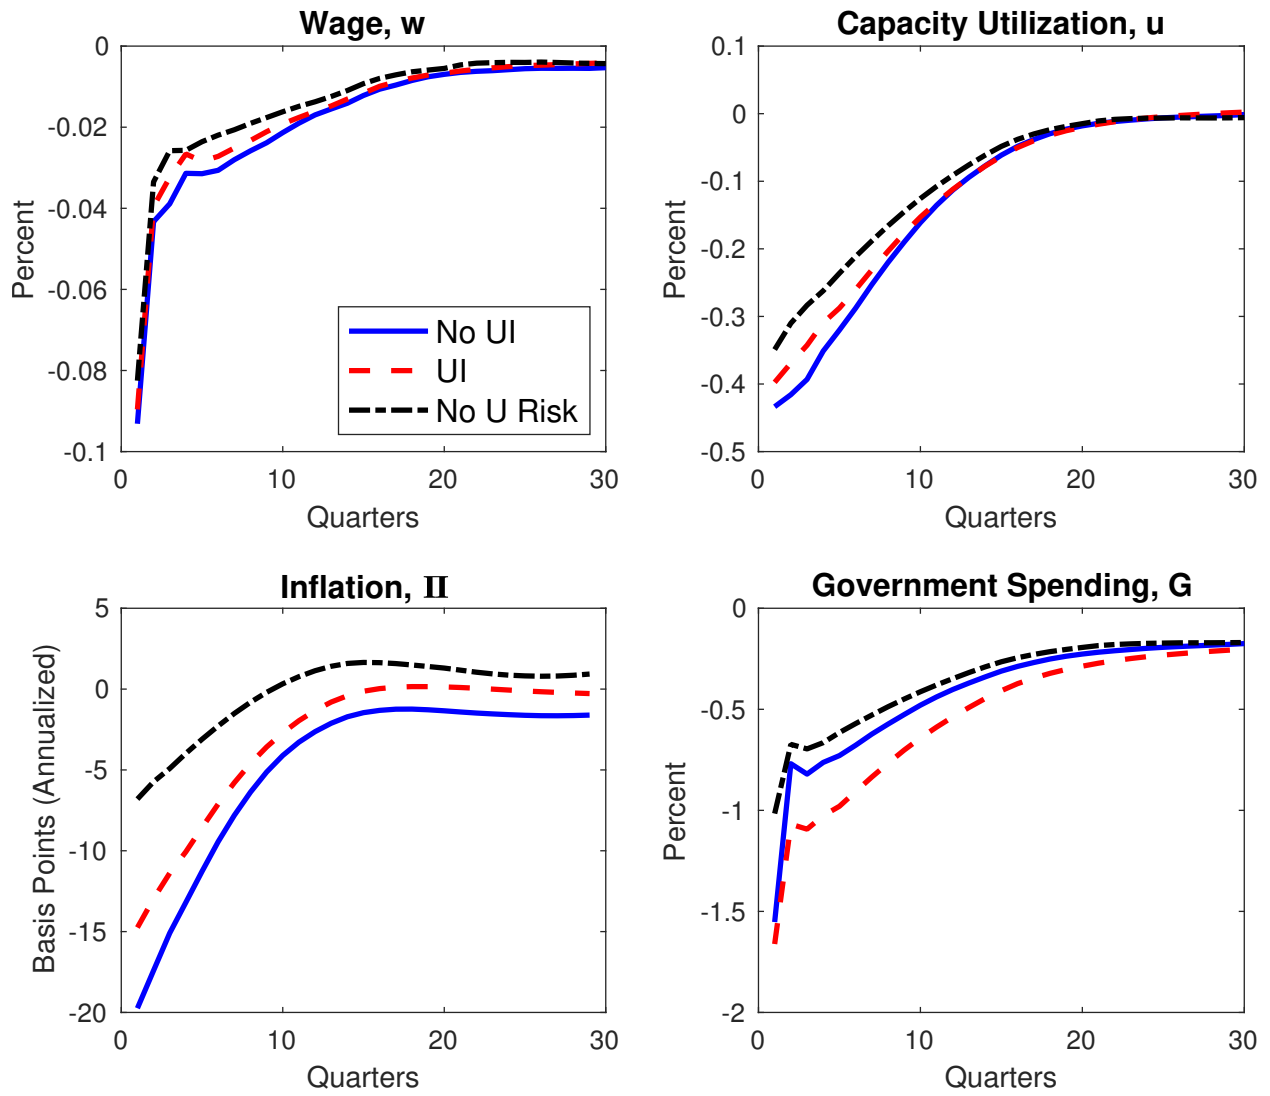 Wage, w
0
-0.02
-0.04
-0.06
-0.08
-0.1
Percent
No UI
UI
No U Risk
0 10 20 30
Quarters
Capacity Utilization, u
0.1
0
-0.1
-0.2
-0.3
-0.4
-0.5
Percent
0 10 20 30
Quarters
Inflation, Π
5
0
-5
-10
-15
-20
Basis Points (Annualized)
0 10 20 30
Quarters
Government Spending, G
0
-0.5
-1
-1.5
-2
Percent
0 10 20 30
Quarters